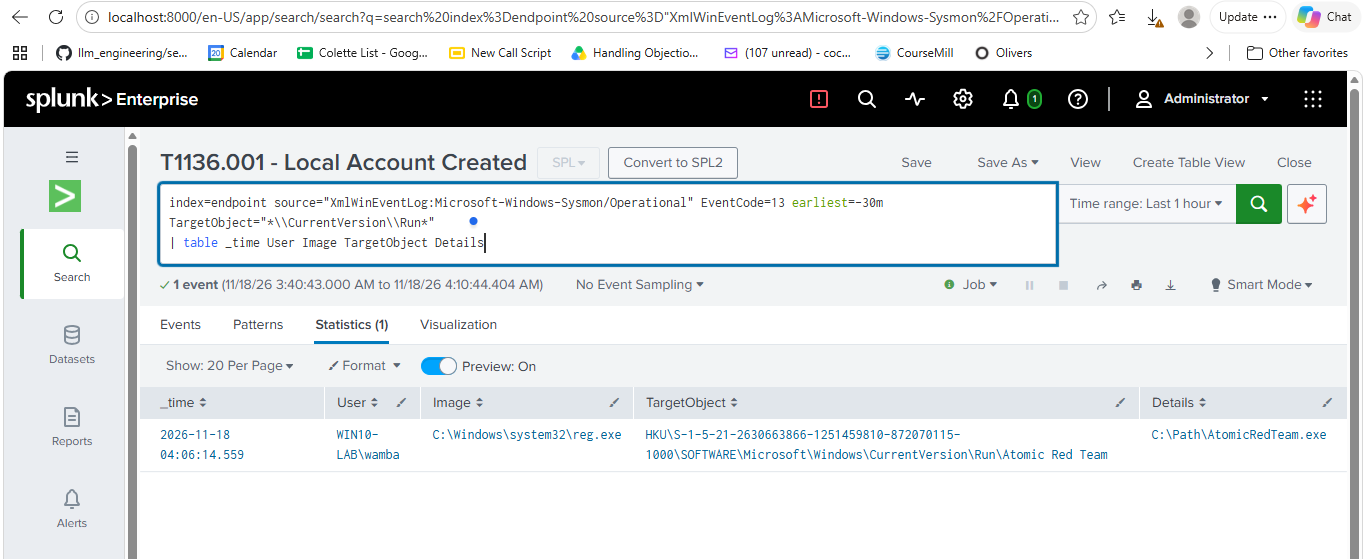 localhost:8000/en-US/app/search/search?q=search%20index%3Dendpoint%20source%3D"XmlWinEventLog%3AMicrosoft-Windows-Sysmon%2FOperati...
Update ...
Chat
llm_engineering/se...
Calendar
Colette List - Goog...
New Call Script
Handling Objectio...
(107 unread) - coc...
CourseMill
Olivers
Other favorites
splunk> Enterprise
1
Administrator
T1136.001 - Local Account Created
SPL
Convert to SPL2
Save
Save As
View
Create Table View
Close
index=endpoint source="XmlWinEventLog:Microsoft-Windows-Sysmon/Operational" EventCode=13 earliest=-30m
TargetObject="*\\CurrentVersion\\Run*"
| table _time User Image TargetObject Details
Time range: Last 1 hour
Search
1 event (11/18/26 3:40:43.000 AM to 11/18/26 4:10:44.404 AM)
No Event Sampling
Job
Smart Mode
Events
Patterns
Statistics (1)
Visualization
Datasets
Show: 20 Per Page
Format
Preview: On
_time
User
Image
TargetObject
Details
Reports
2026-11-18
04:06:14.559
WIN10-
LAB\wamba
C:\Windows\system32\reg.exe
HKU\S-1-5-21-2630663866-1251459810-872070115-
1000\SOFTWARE\Microsoft\Windows\CurrentVersion\Run\Atomic Red Team
C:\Path\AtomicRedTeam.exe
Alerts